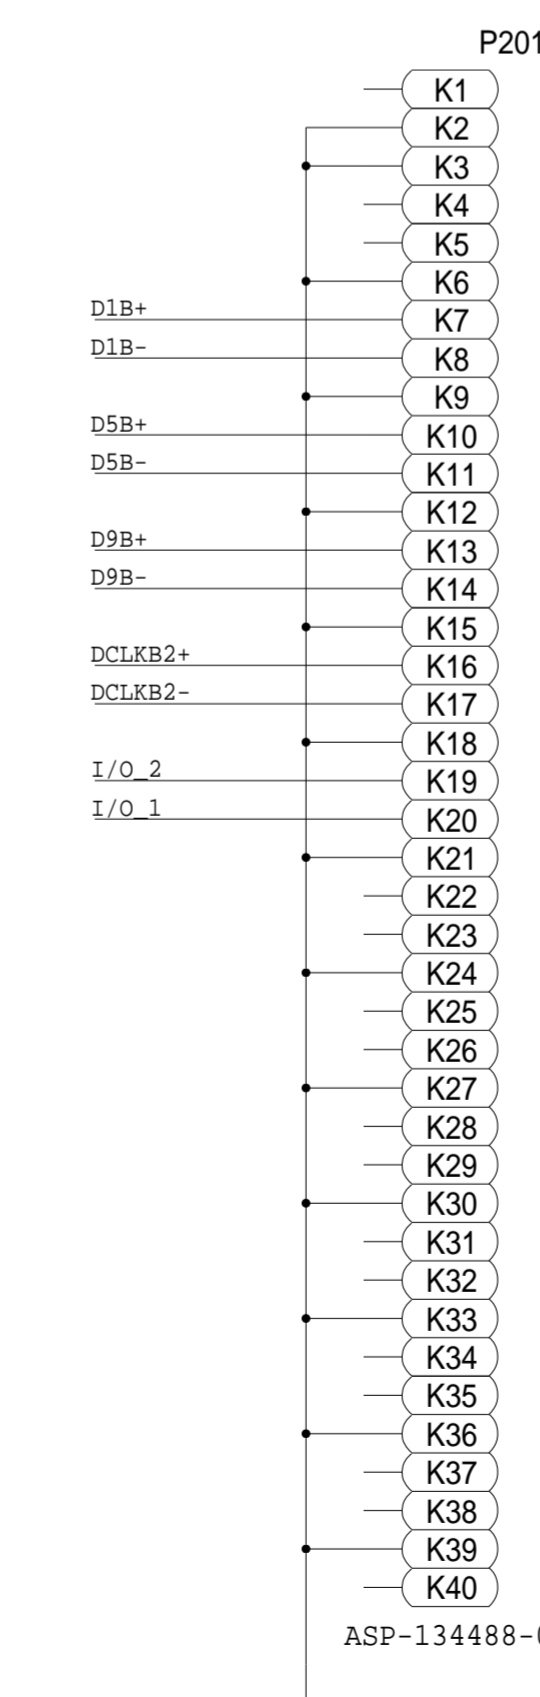 P201
K1
K2
K3
K4
K5
K6
D1B+ K7
D1B- K8
K9
D5B+ K10
D5B- K11
K12
D9B+ K13
D9B- K14
K15
DCLKB2+ K16
DCLKB2- K17
K18
I/O_2 K19
I/O_1 K20
K21
K22
K23
K24
K25
K26
K27
K28
K29
K30
K31
K32
K33
K34
K35
K36
K37
K38
K39
K40
ASP-134488-